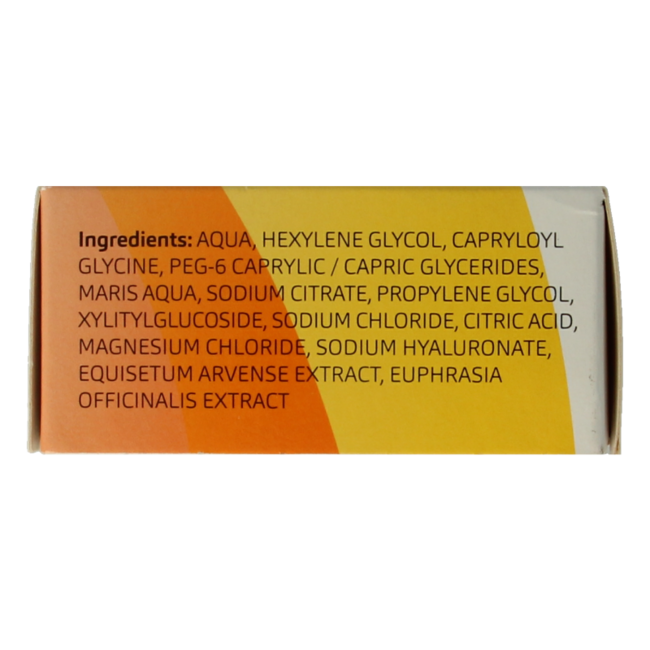 Ingredients: AQUA, HEXYLENE GLYCOL, CAPRYLOYL
GLYCINE, PEG-6 CAPRYLIC / CAPRIC GLYCERIDES,
MARIS AQUA, SODIUM CITRATE, PROPYLENE GLYCOL,
XYLITYLGLUCOSIDE, SODIUM CHLORIDE, CITRIC ACID,
MAGNESIUM CHLORIDE, SODIUM HYALURONATE,
EQUISETUM ARVENSE EXTRACT, EUPHRASIA
OFFICINALIS EXTRACT